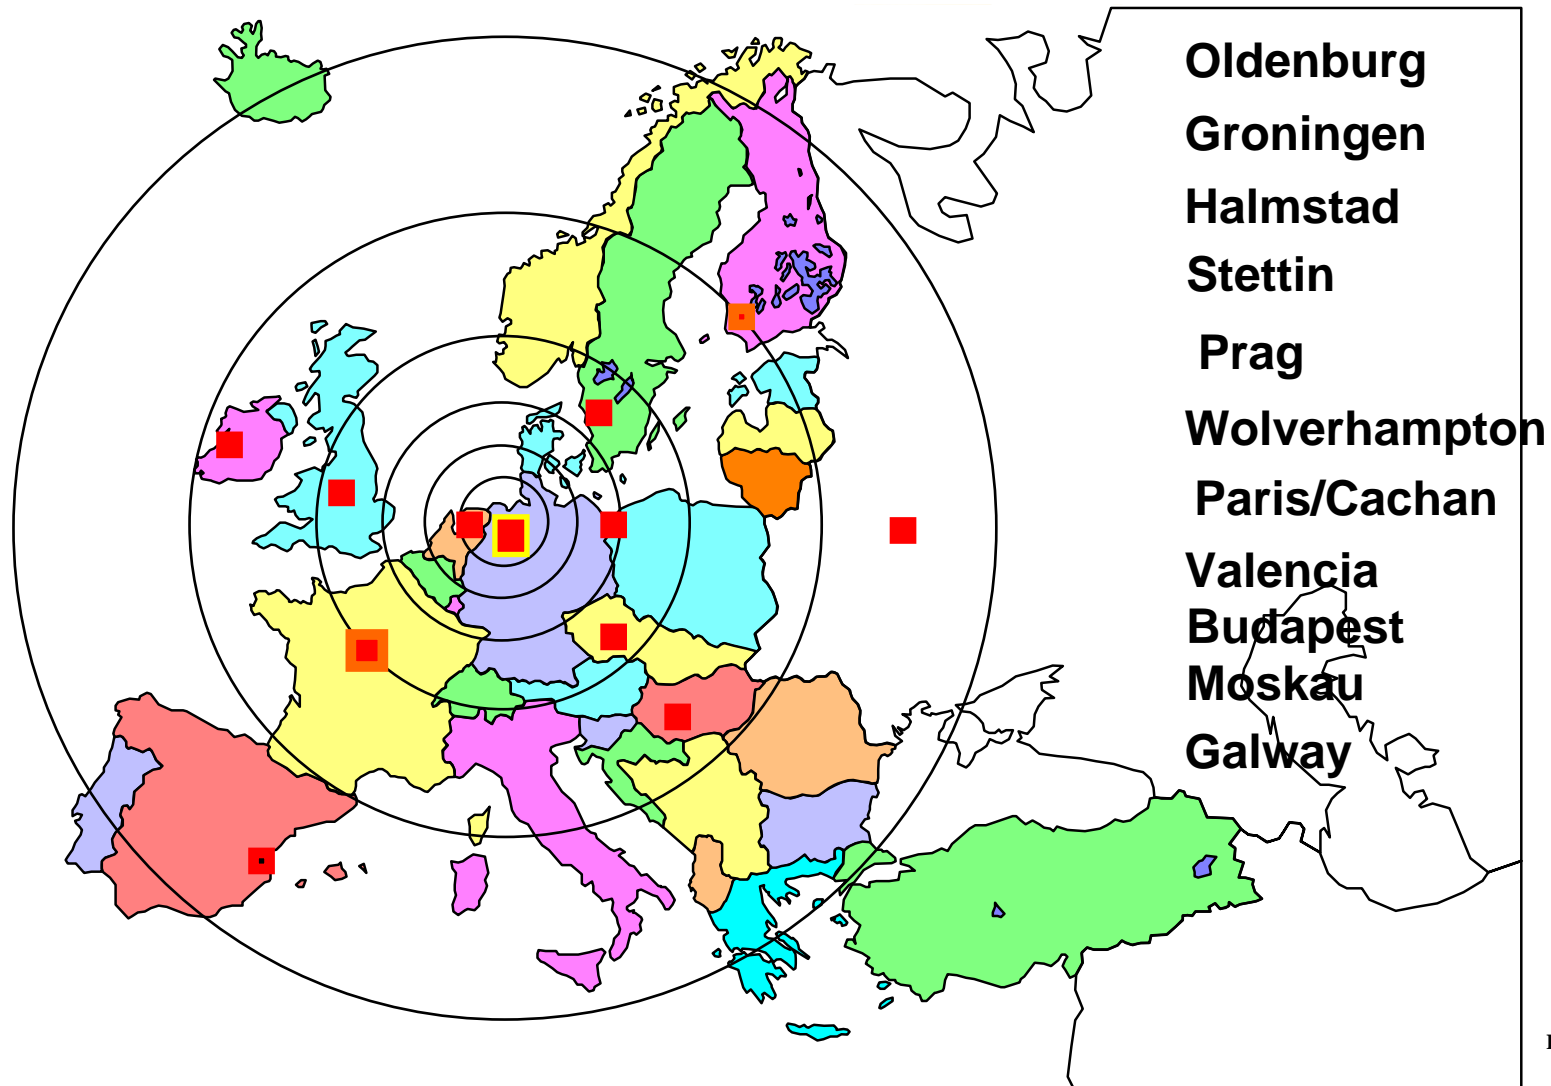 Oldenburg
Groningen
Halmstad
Stettin
Prag
Wolverhampton
Paris/Cachan
Valencia
Budapest
Moskau
Galway